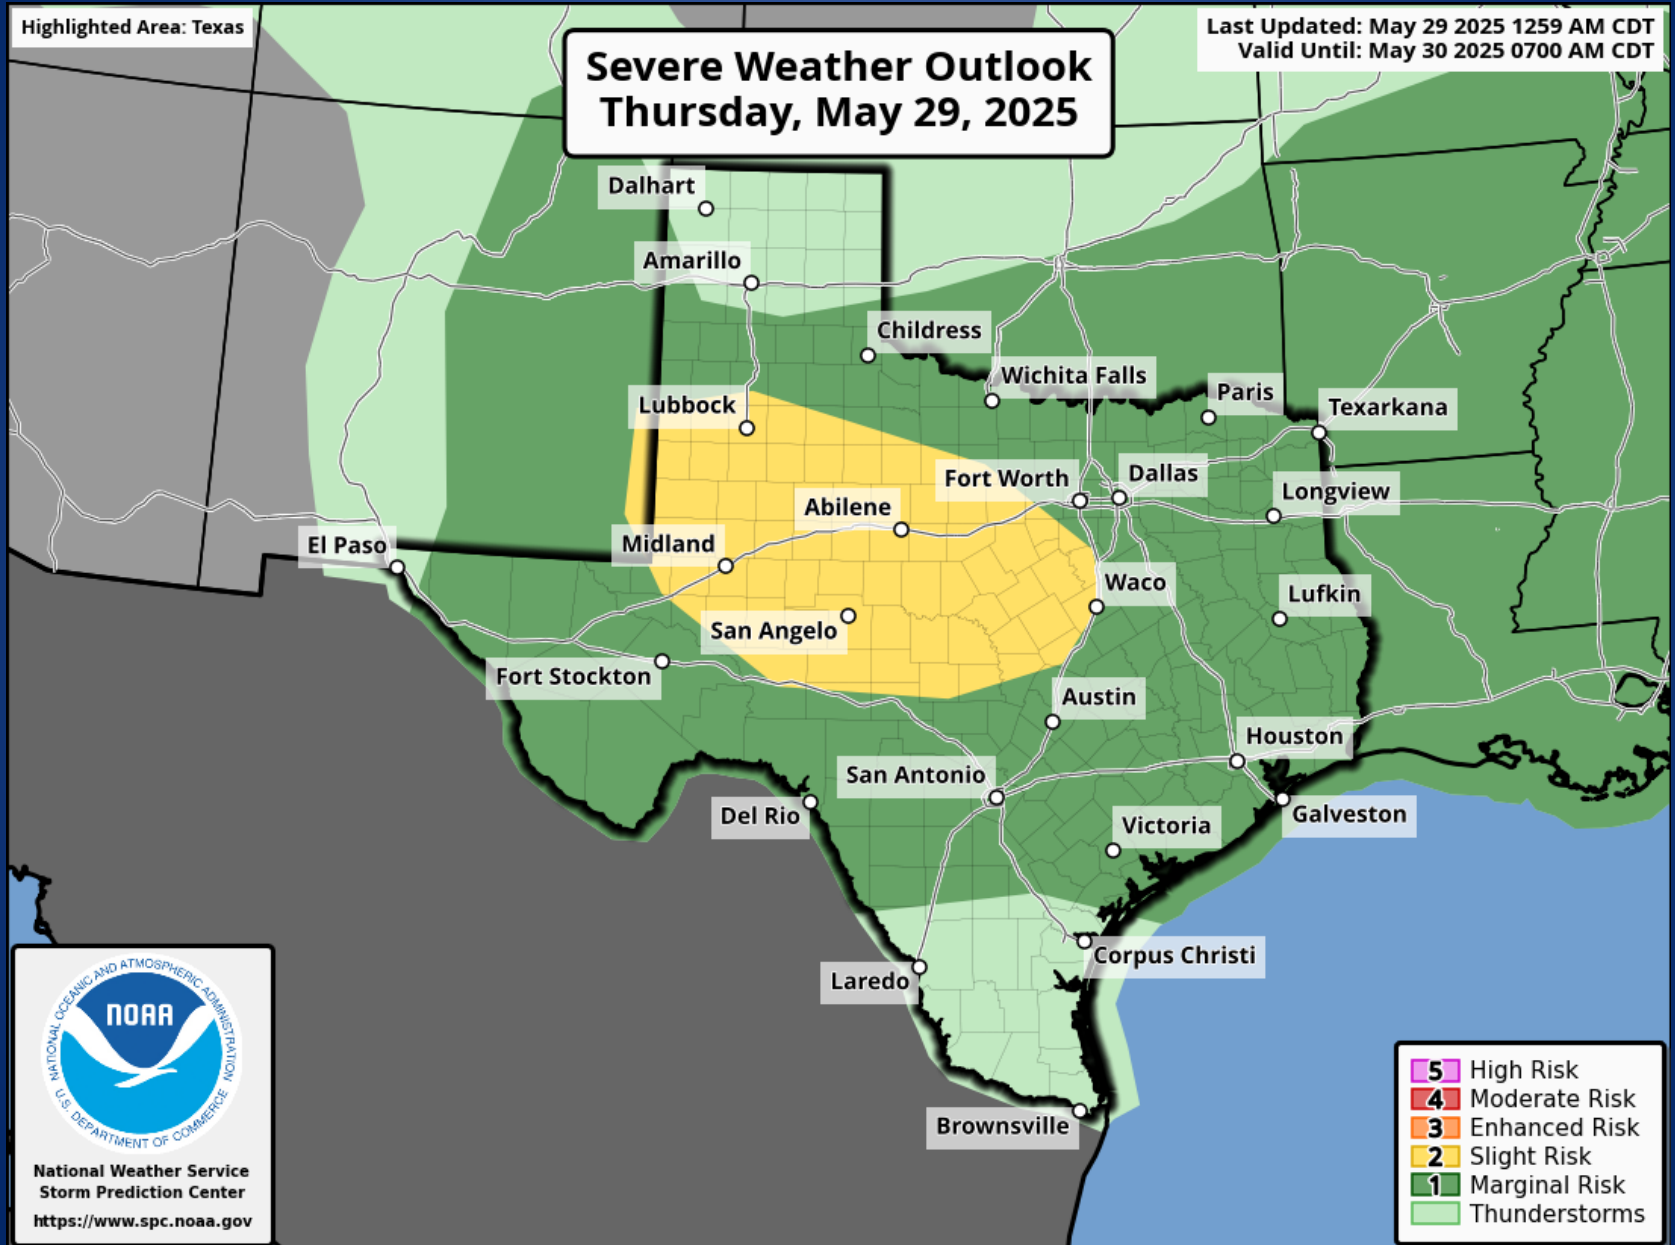 Highlighted Area: Texas
Severe Weather Outlook
Thursday, May 29, 2025
Last Updated: May 29 2025 1259 AM CDT
Valid Until: May 30 2025 0700 AM CDT
Dalhart
Amarillo
Childress
Wichita Falls
Paris
Texarkana
Lubbock
Fort Worth
Dallas
Longview
Abilene
El Paso
Midland
Waco
Lufkin
San Angelo
Fort Stockton
Austin
Houston
San Antonio
Del Rio
Galveston
Victoria
Corpus Christi
Laredo
Brownsville
NATIONAL OCEANIC AND ATMOSPHERIC ADMINISTRATION
NOAA
U.S. DEPARTMENT OF COMMERCE
National Weather Service
Storm Prediction Center
https://www.spc.noaa.gov
5 High Risk
4 Moderate Risk
3 Enhanced Risk
2 Slight Risk
1 Marginal Risk
Thunderstorms